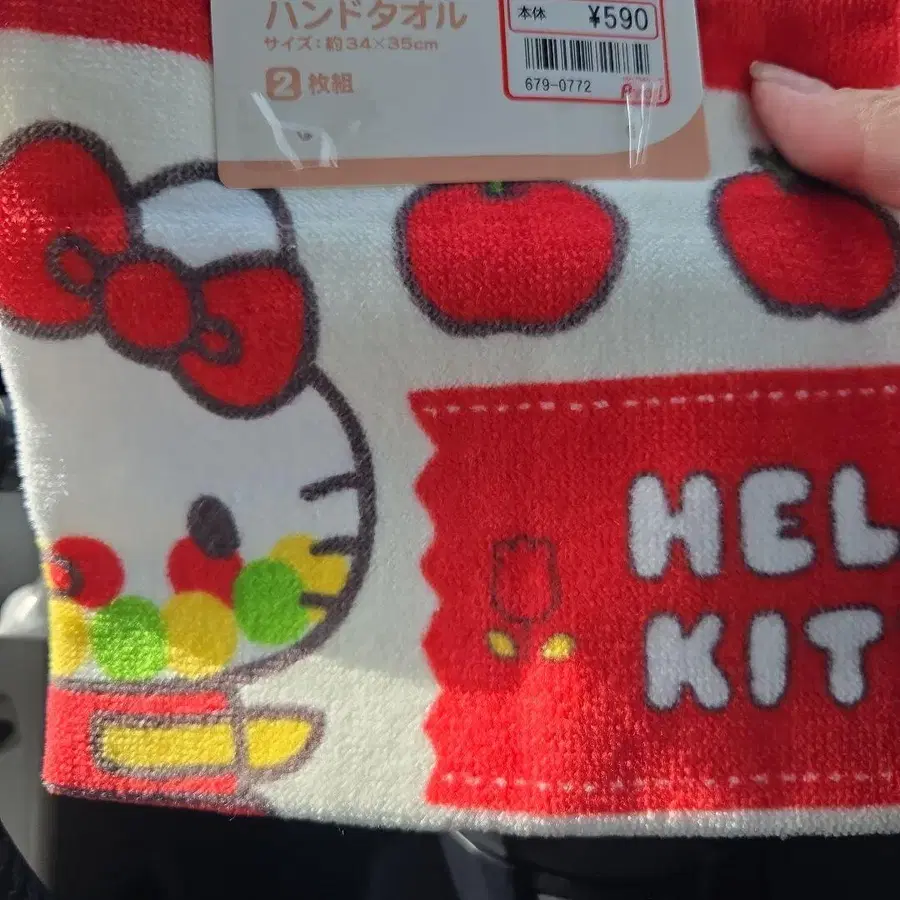 ハンドタオル
サイズ:約34×35cm
2枚組
本体 ¥590
679-0772
HEL
KIT